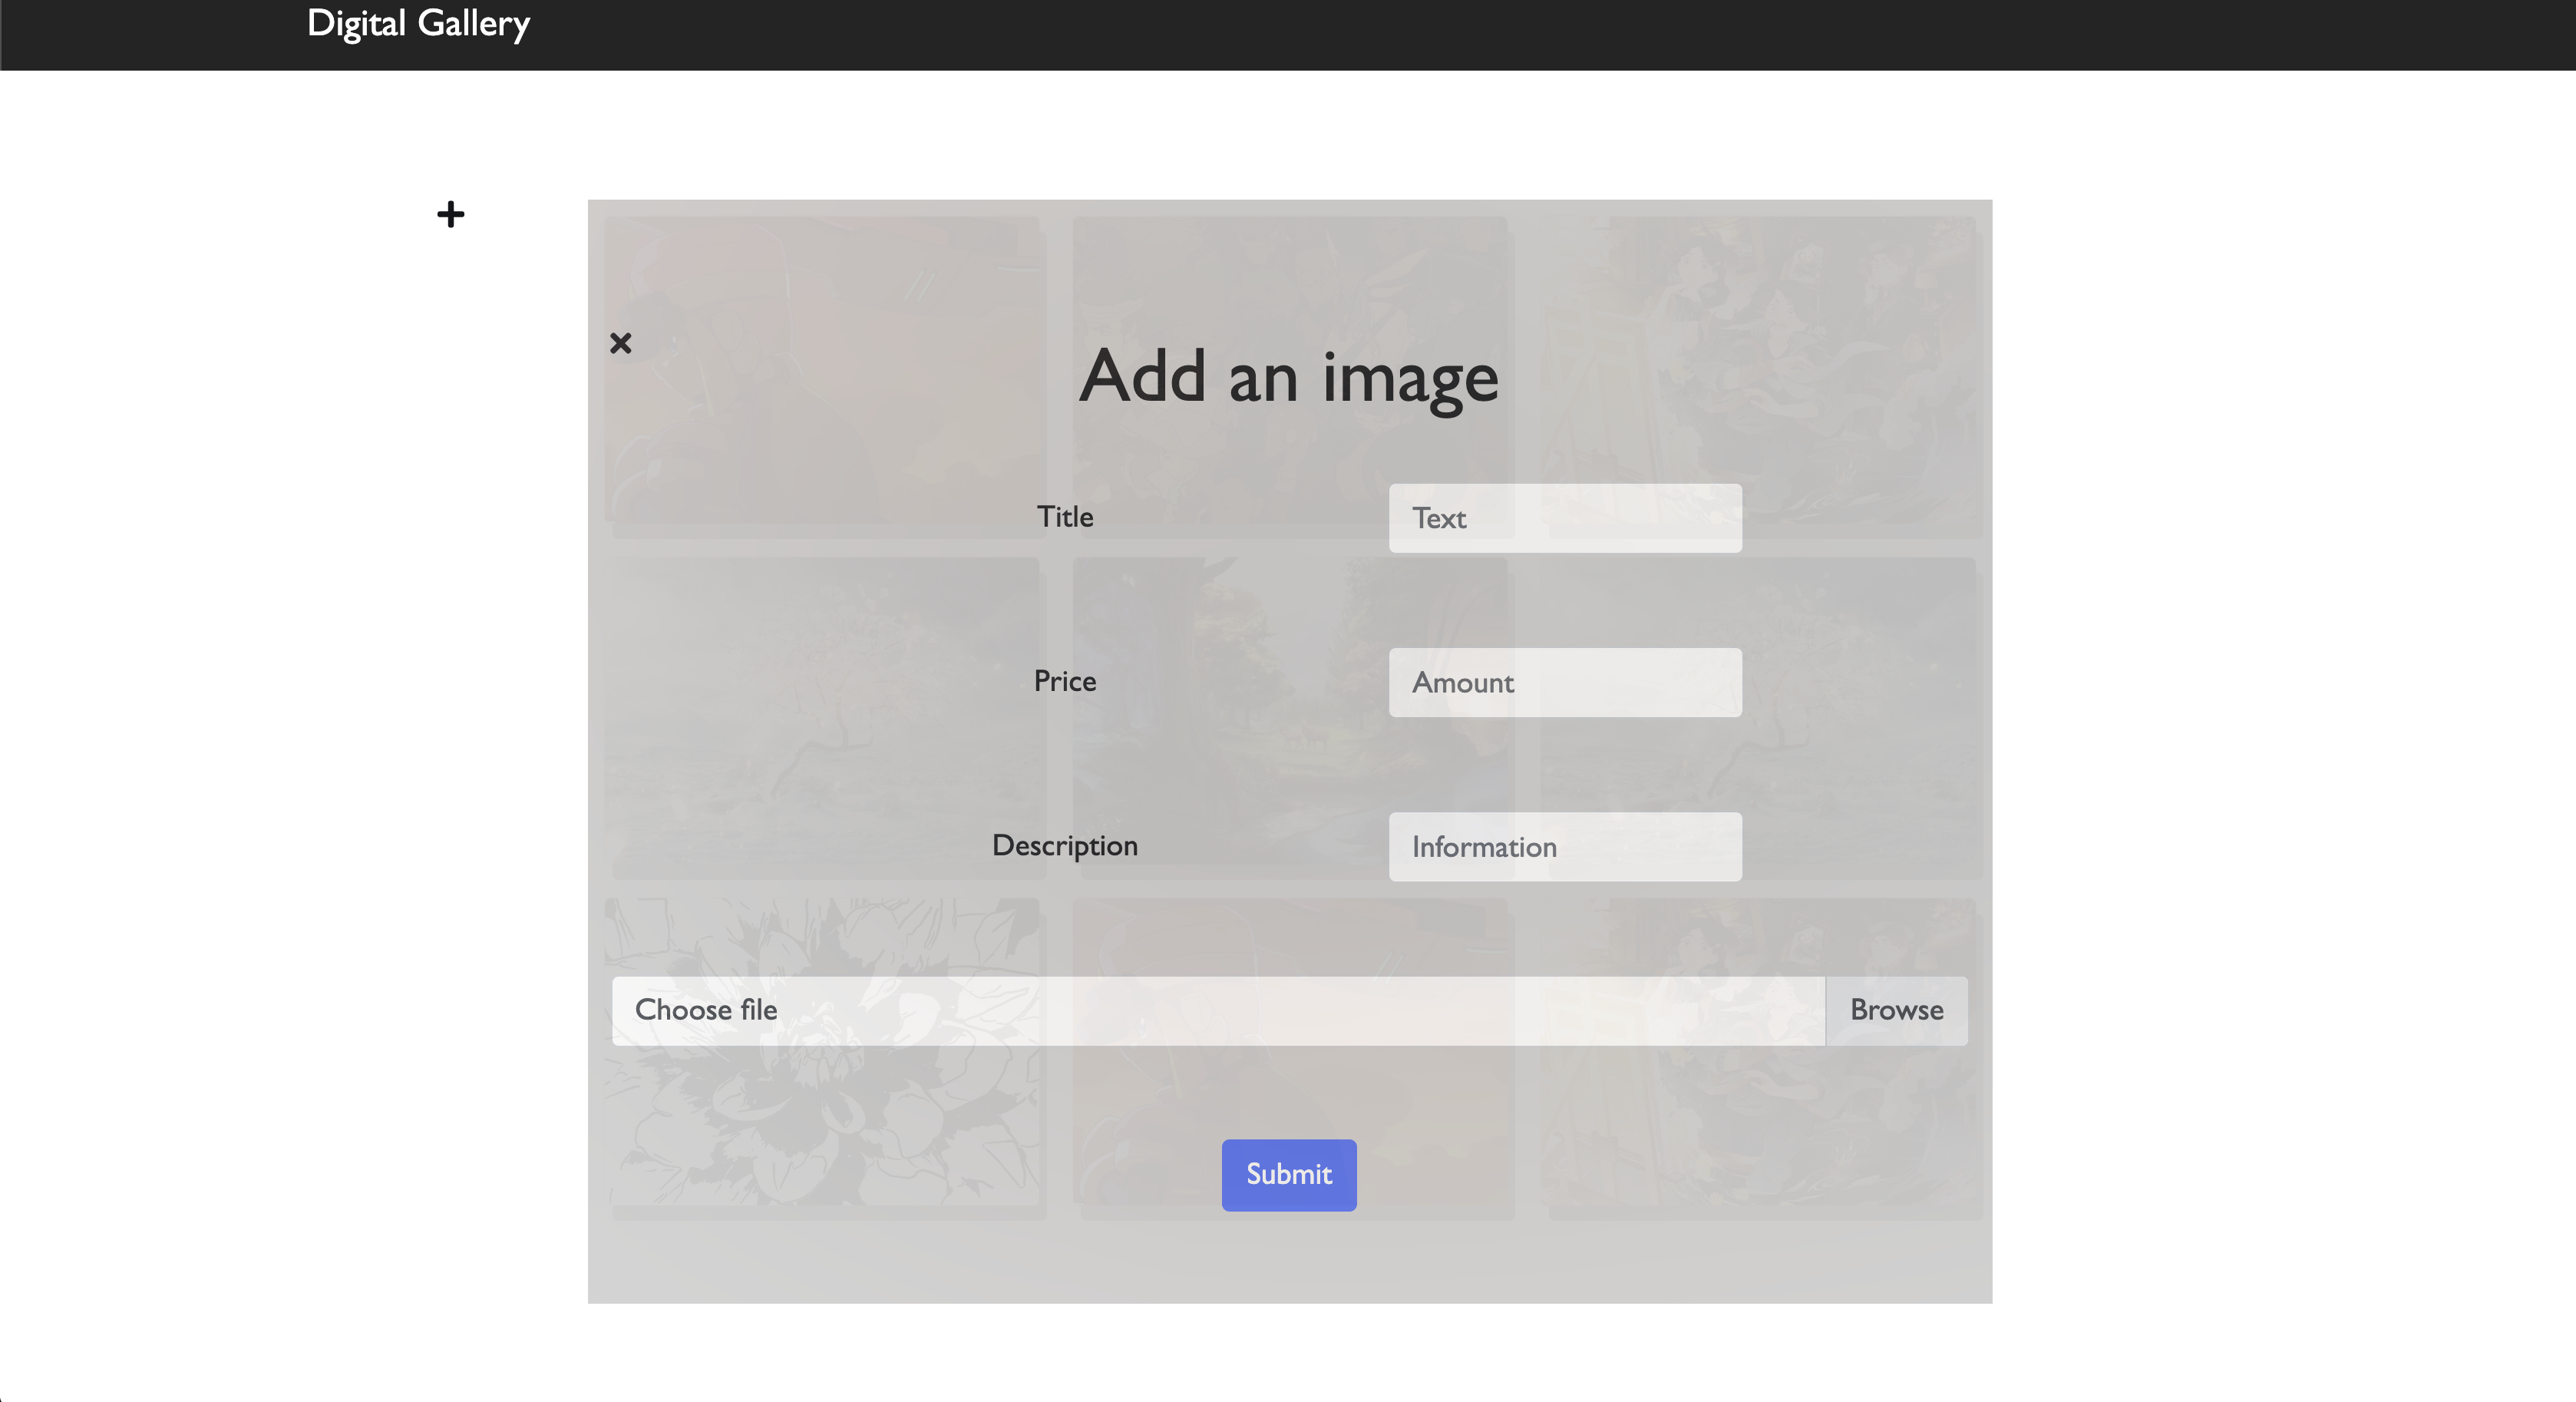 Digital Gallery
Add an image
Title Text
Price Amount
Description Information
Choose file Browse
Submit